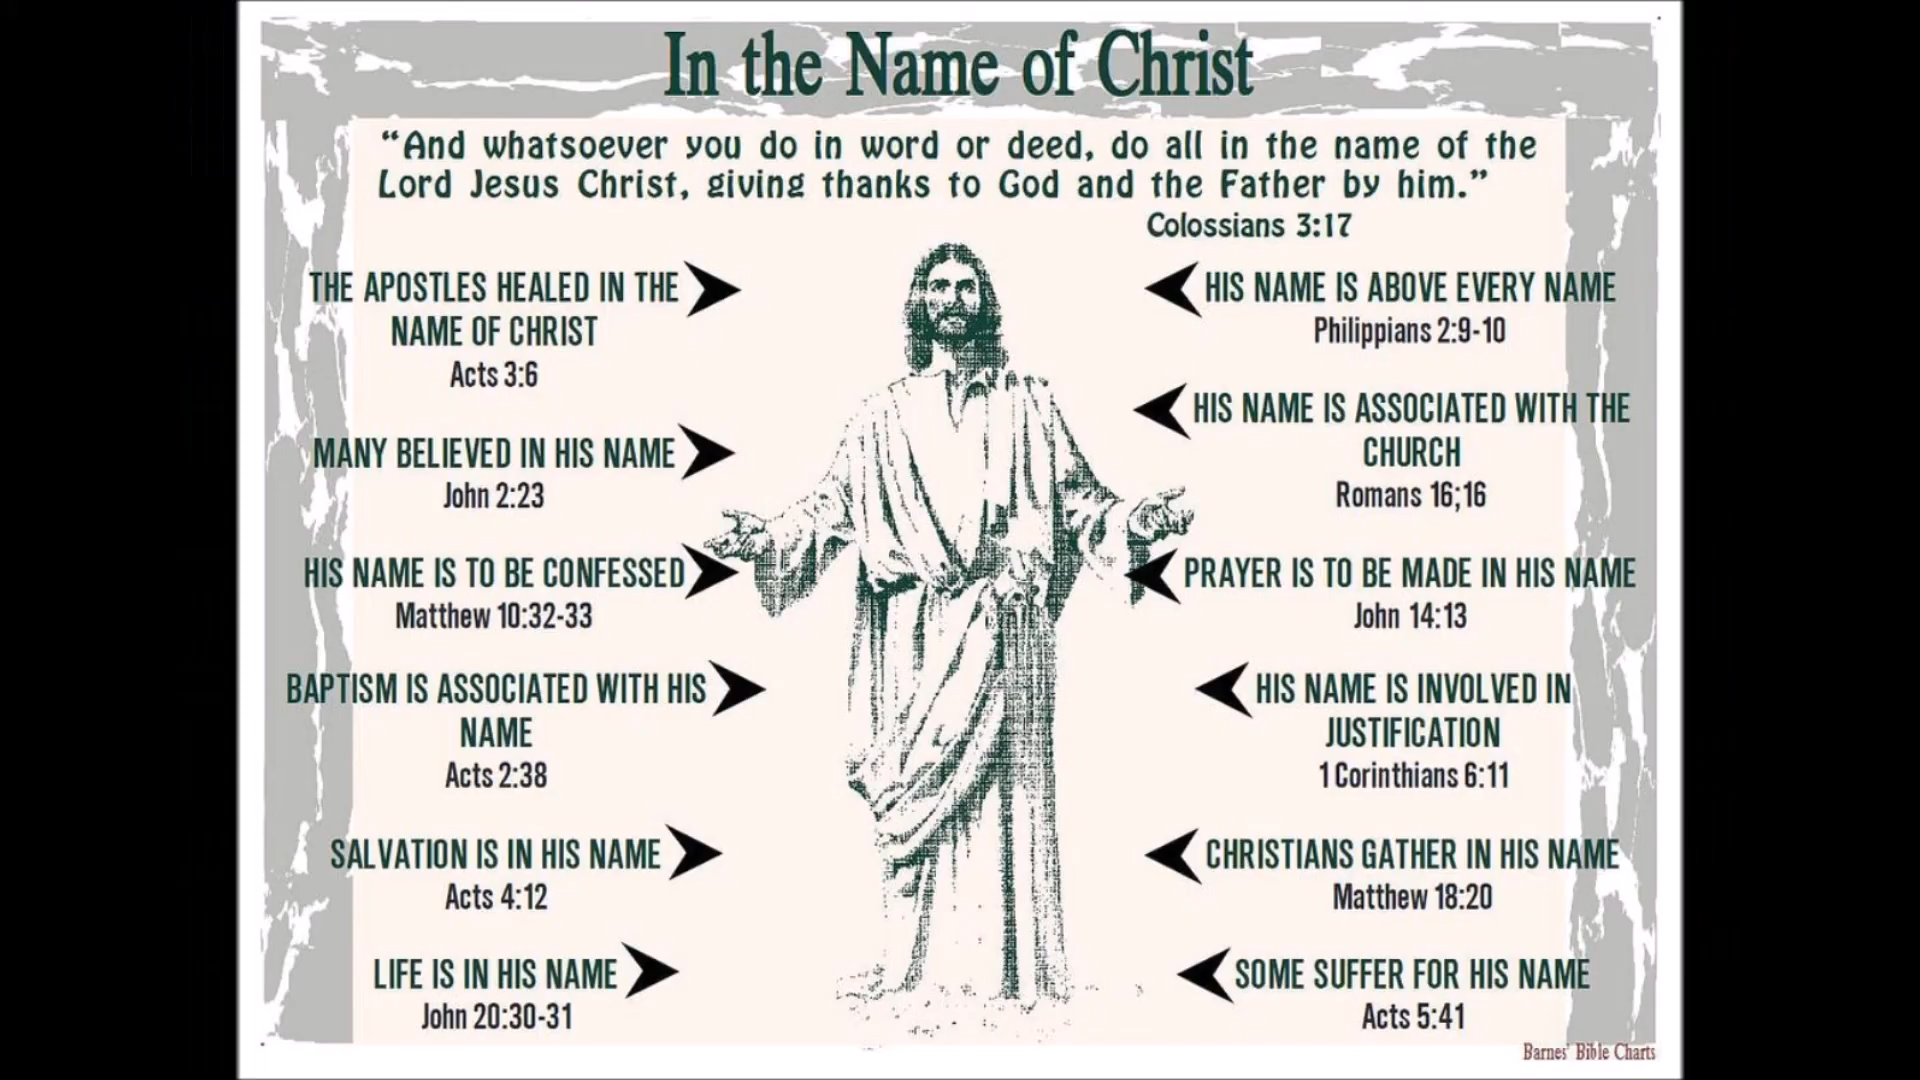 In the Name of Christ
“And whatsoever you do in word or deed, do all in the name of the
Lord Jesus Christ, giving thanks to God and the Father by him.”
Colossians 3:17
THE APOSTLES HEALED IN THE
NAME OF CHRIST
Acts 3:6
MANY BELIEVED IN HIS NAME
John 2:23
HIS NAME IS TO BE CONFESSED
Matthew 10:32-33
BAPTISM IS ASSOCIATED WITH HIS
NAME
Acts 2:38
SALVATION IS IN HIS NAME
Acts 4:12
LIFE IS IN HIS NAME
John 20:30-31
HIS NAME IS ABOVE EVERY NAME
Philippians 2:9-10
HIS NAME IS ASSOCIATED WITH THE
CHURCH
Romans 16;16
PRAYER IS TO BE MADE IN HIS NAME
John 14:13
HIS NAME IS INVOLVED IN
JUSTIFICATION
1 Corinthians 6:11
CHRISTIANS GATHER IN HIS NAME
Matthew 18:20
SOME SUFFER FOR HIS NAME
Acts 5:41
Barnes' Bible Charts